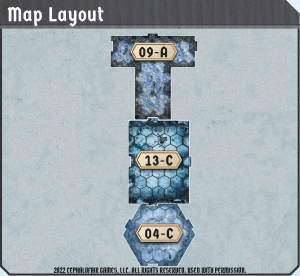 Map Layout
09-A
13-C
04-C
2022 CEPHALOFAIR GAMES, LLC. ALL RIGHTS RESERVED. USED WITH PERMISSION.